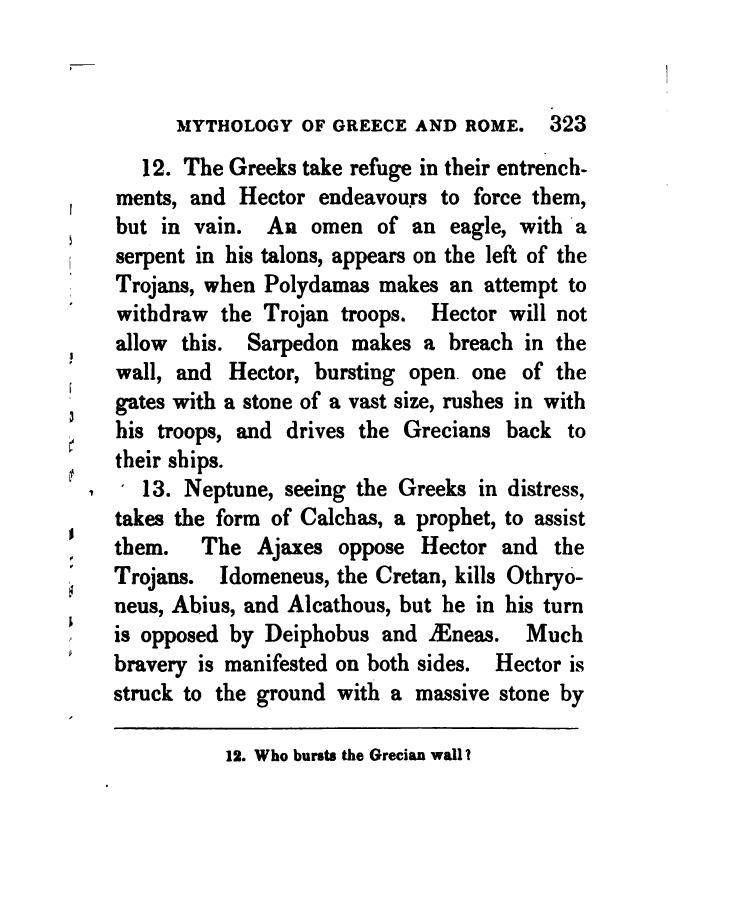 MYTHOLOGY OF GREECE AND ROME. 323
12. The Greeks take refuge in their entrench-
ments, and Hector endeavours to force them,
but in vain. An omen of an eagle, with a
serpent in his talons, appears on the left of the
Trojans, when Polydamas makes an attempt to
withdraw the Trojan troops. Hector will not
allow this. Sarpedon makes a breach in the
wall, and Hector, bursting open one of the
gates with a stone of a vast size, rushes in with
his troops, and drives the Grecians back to
their ships.
13. Neptune, seeing the Greeks in distress,
takes the form of Calchas, a prophet, to assist
them. The Ajaxes oppose Hector and the
Trojans. Idomeneus, the Cretan, kills Othryo-
neus, Abius, and Alcathous, but he in his turn
is opposed by Deiphobus and Æneas. Much
bravery is manifested on both sides. Hector is
struck to the ground with a massive stone by
12. Who bursts the Grecian wall?